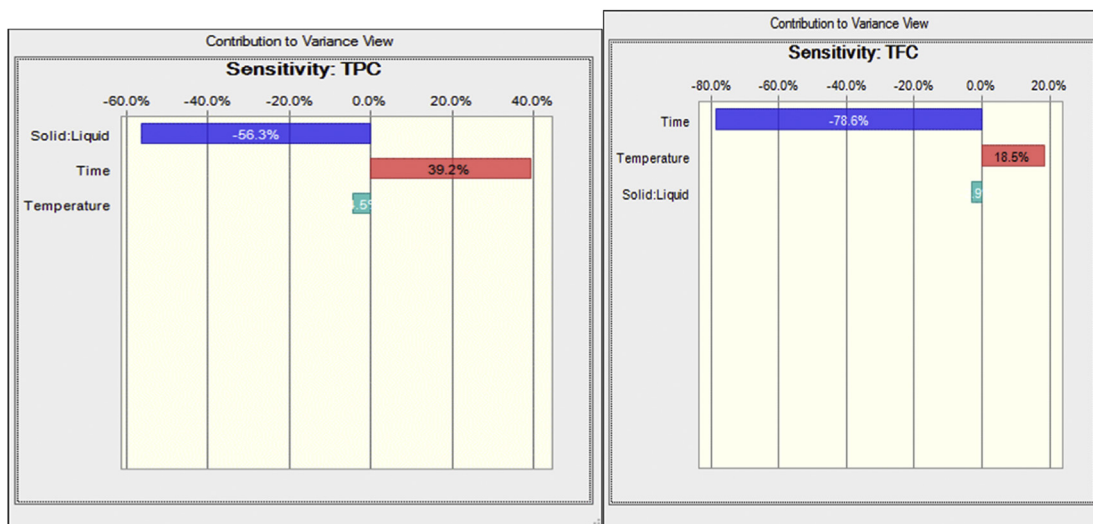 Contribution to Variance View
Sensitivity: TPC
-60.0% -40.0% -20.0% 0.0% 20.0% 40.0%
Solid:Liquid -56.3%
Time 39.2%
Temperature
Contribution to Variance View
Sensitivity: TFC
-80.0% -60.0% -40.0% -20.0% 0.0% 20.0%
Time -78.6%
Temperature 18.5%
Solid:Liquid